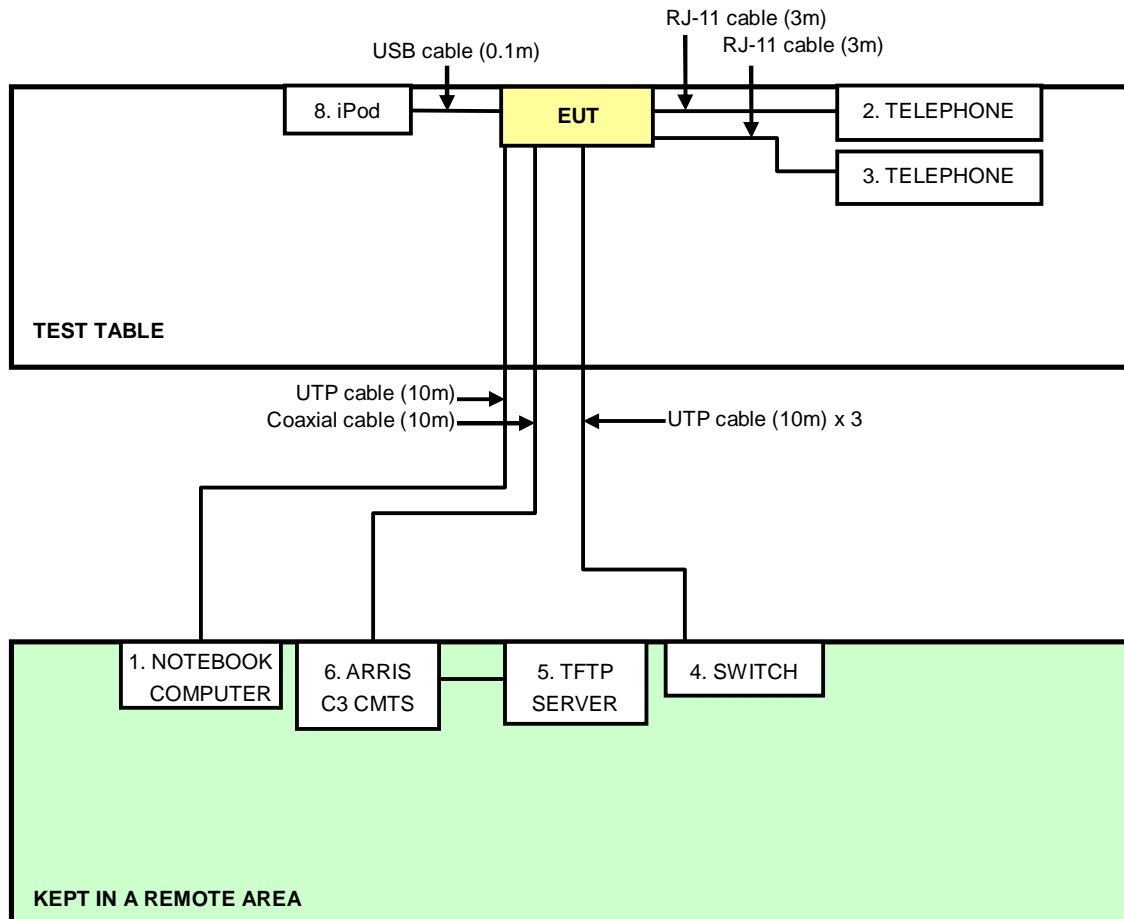 RJ-11 cable (3m)
RJ-11 cable (3m)
USB cable (0.1m)
8. iPod
EUT
2. TELEPHONE
3. TELEPHONE
TEST TABLE
UTP cable (10m)
Coaxial cable (10m)
UTP cable (10m) x 3
1. NOTEBOOK
COMPUTER
6. ARRIS
C3 CMTS
5. TFTP
SERVER
4. SWITCH
KEPT IN A REMOTE AREA